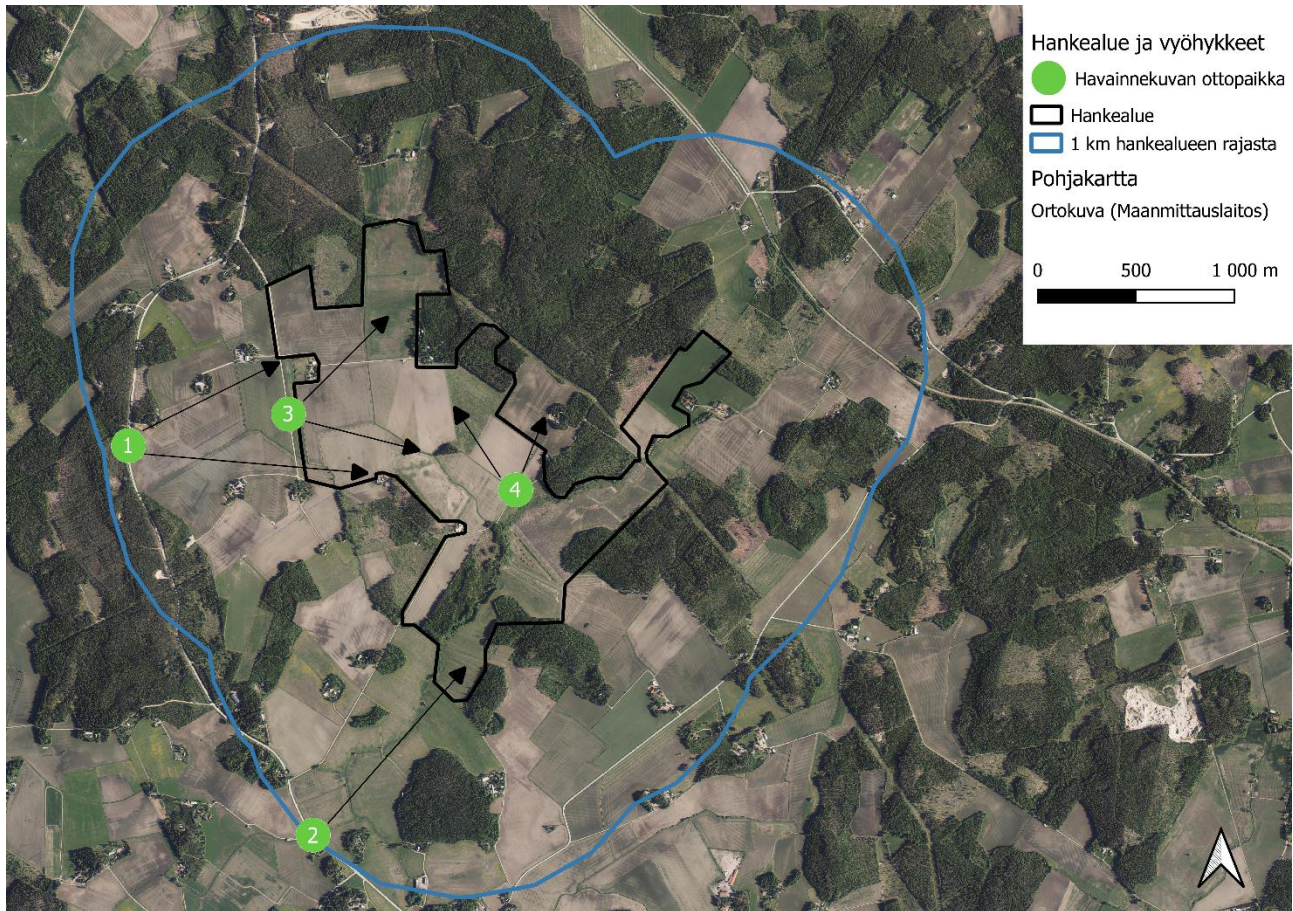 Hankealue ja vyöhykkeet
Havainnekuvan ottopaikka
Hankealue
1 km hankealueen rajasta
Pohjakartta
Ortokuva (Maanmittauslaitos)
0 500 1 000 m
3
1
4
2